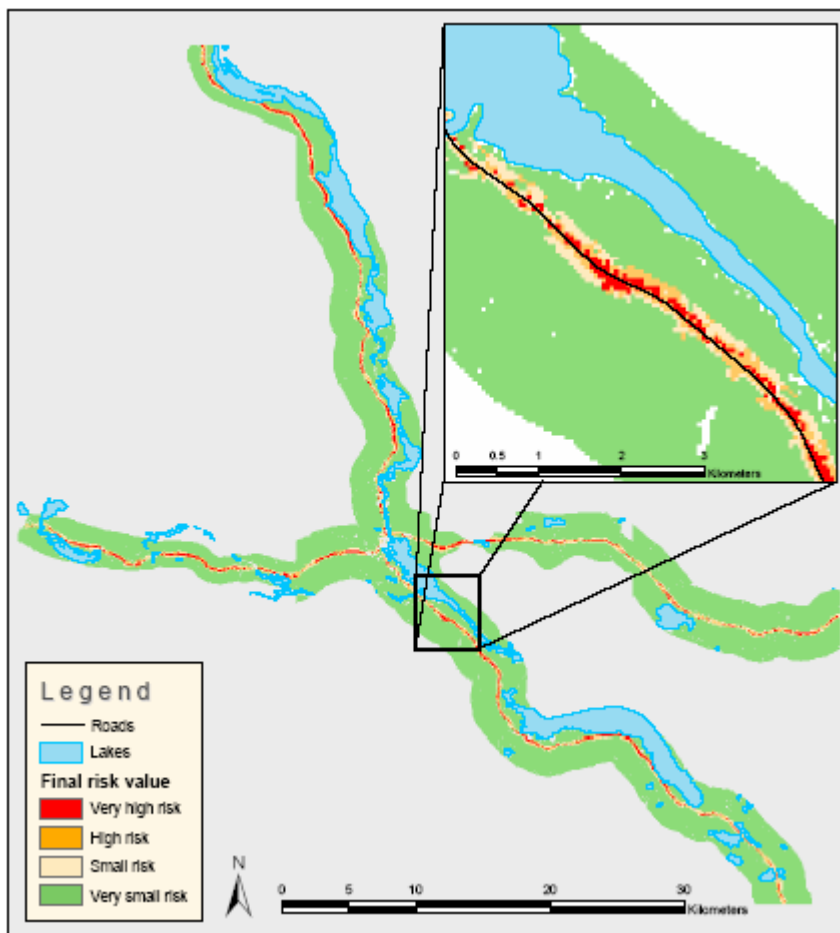 0 0.5 1 2 3
Kilometers
Legend
Roads
Lakes
Final risk value
Very high risk
High risk
Small risk
Very small risk
N
0 5 10 20 30
Kilometers